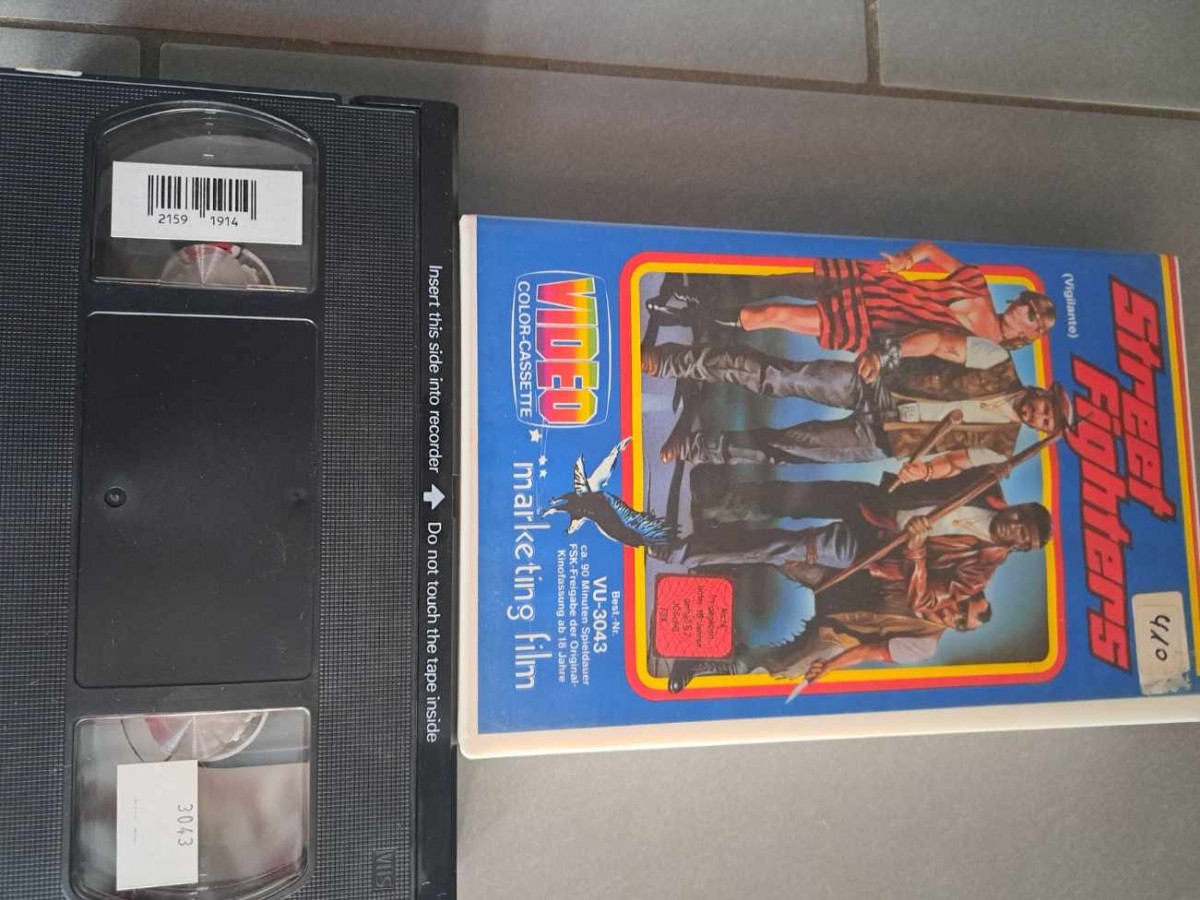 Street
Fighters
(Vigilante)
410
VIDEO
COLOR-CASSETTE
marketing film
Best.-Nr.
VU-3043
ca. 90 Minuten Spieldauer
FSK-Freigabe der Original-
Kinofassung ab 18 Jahre
2159 1914
Insert this side into recorder Do not touch the tape inside
3043
VHS